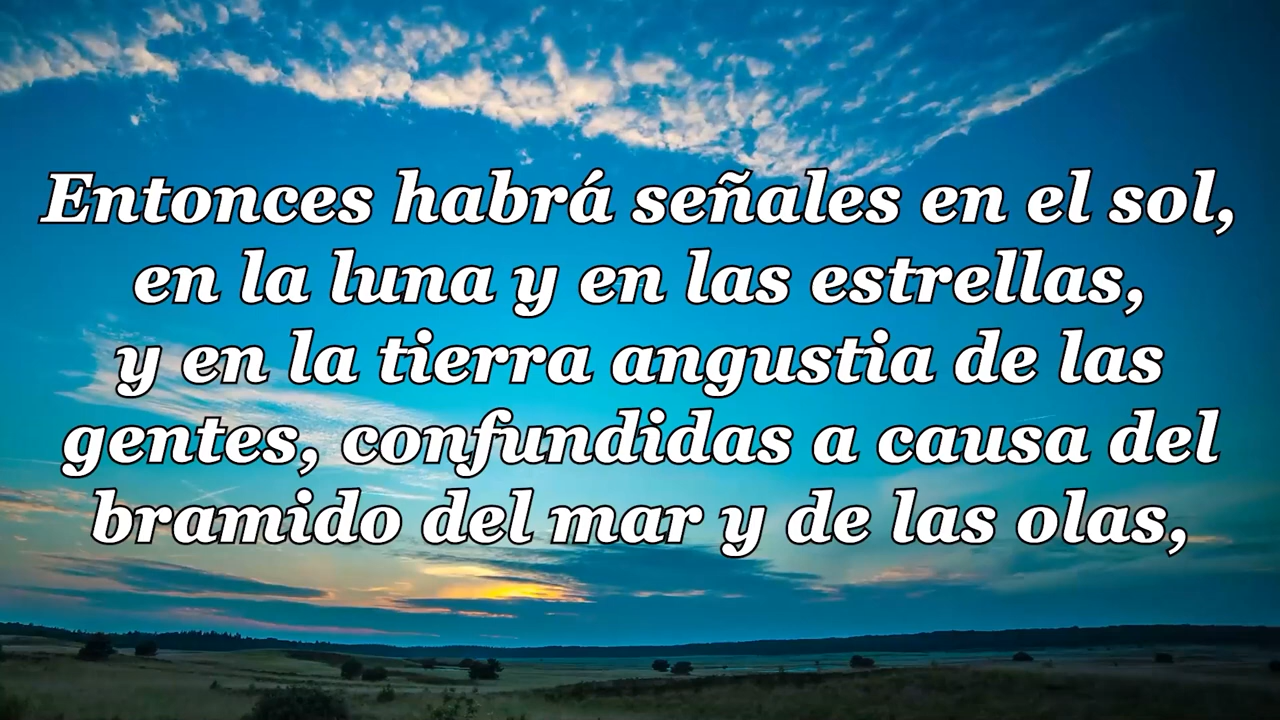 Entonces habrá señales en el sol,
en la luna y en las estrellas,
y en la tierra angustia de las
gentes, confundidas a causa del
bramido del mar y de las olas,